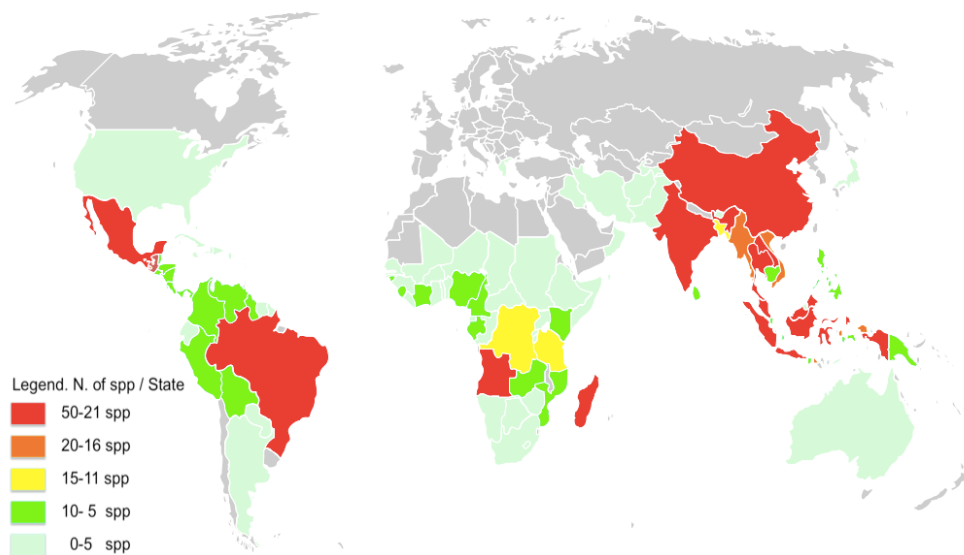 Legend. N. of spp / State
50-21 spp
20-16 spp
15-11 spp
10- 5 spp
0-5 spp